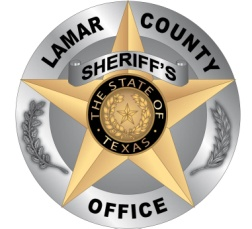 LAMAR COUNTY
SHERIFF'S
THE STATE OF
TEXAS
OFFICE